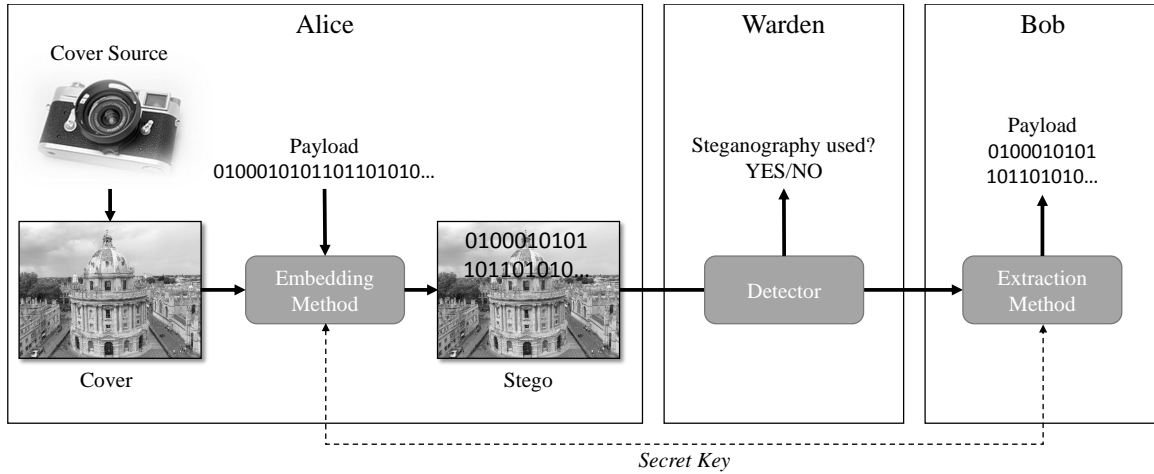 Alice
Cover Source
Payload
0100010101101101010...
Cover
Embedding
Method
0100010101
101101010...
Stego
Warden
Steganography used?
YES/NO
Detector
Bob
Payload
0100010101
101101010...
Extraction
Method
Secret Key